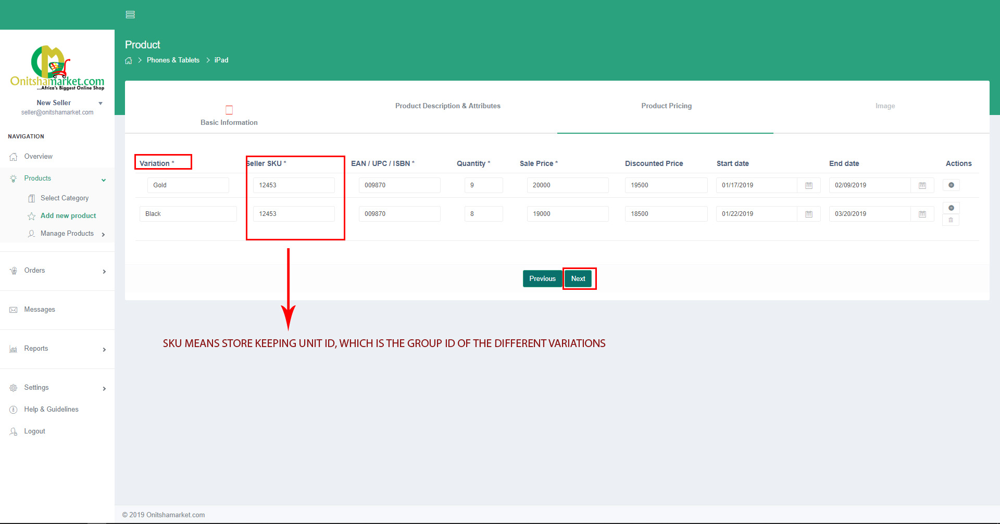 Product
Phones & Tablets > iPad
Onitshamarket.com
...Africa's Biggest Online Shop
New Seller
seller@onitshamarket.com
NAVIGATION
Overview
Products
Select Category
Add new product
Manage Products
Orders
Messages
Reports
Settings
Help & Guidelines
Logout
Basic Information
Product Description & Attributes
Product Pricing
Image
Variation * Seller SKU * EAN / UPC / ISBN * Quantity * Sale Price * Discounted Price Start date End date Actions
Gold 12453 009870 9 20000 19500 01/17/2019 02/09/2019
Black 12453 009870 8 19000 18500 01/22/2019 03/20/2019
Previous Next
SKU MEANS STORE KEEPING UNIT ID, WHICH IS THE GROUP ID OF THE DIFFERENT VARIATIONS
© 2019 Onitshamarket.com